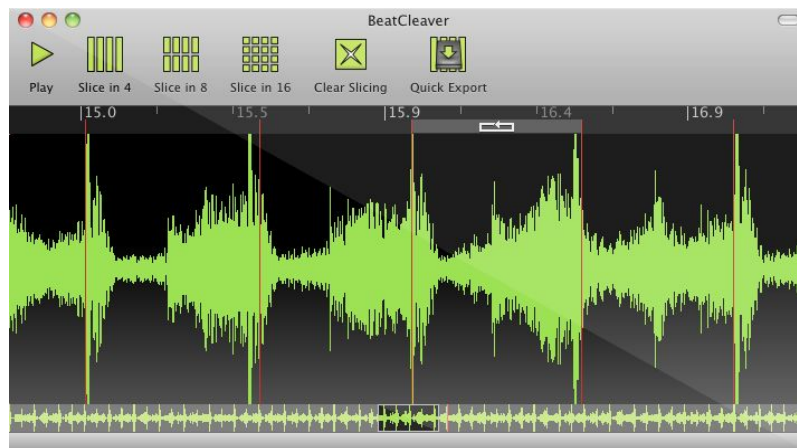 BeatCleaver
Play Slice in 4 Slice in 8 Slice in 16 Clear Slicing Quick Export
15.0 15.5 15.9 16.4 16.9